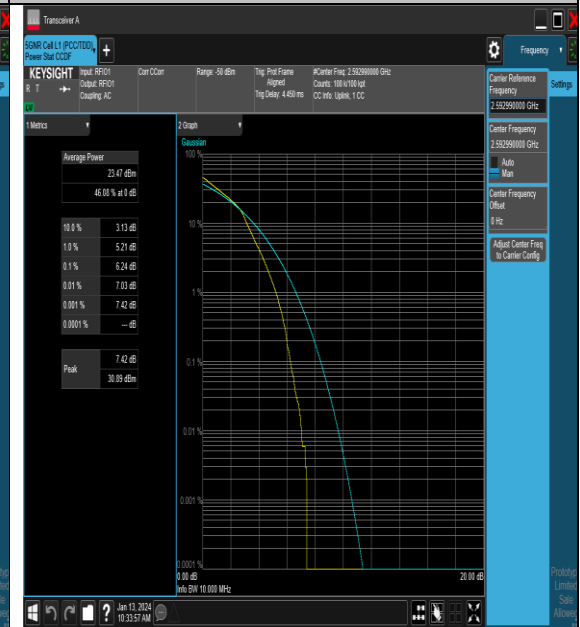 Transceiver A
5GNR Cell L1 (PCC/TDD)
Power Stat CCDF
+
Frequency
KEYSIGHT
R T
LM
Input: RFIO1
Output: RFIO1
Coupling: AC
Corr CCorr
Range: -50 dBm
Trig: Prot Frame
Aligned
Trig Delay: 4.450 ms
#Center Freq: 2.592990000 GHz
Counts: 100 k/100 kpt
CC Info: Uplink, 1 CC
Carrier Reference
Frequency
2.592990000 GHz
Settings
Center Frequency
2.592990000 GHz
Auto
Man
Center Frequency
Offset
0 Hz
Adjust Center Freq
to Carrier Config
1 Metrics
Average Power
23.47 dBm
46.08 % at 0 dB
10.0 % 3.13 dB
1.0 % 5.21 dB
0.1 % 6.24 dB
0.01 % 7.03 dB
0.001 % 7.42 dB
0.0001 % --- dB
Peak
7.42 dB
30.89 dBm
2 Graph
Gaussian
100 %
10 %
1 %
0.1 %
0.01 %
0.001 %
0.0001 %
0.00 dB
20.00 dB
Info BW 10.000 MHz
?
Jan 13, 2024
10:33:57 AM